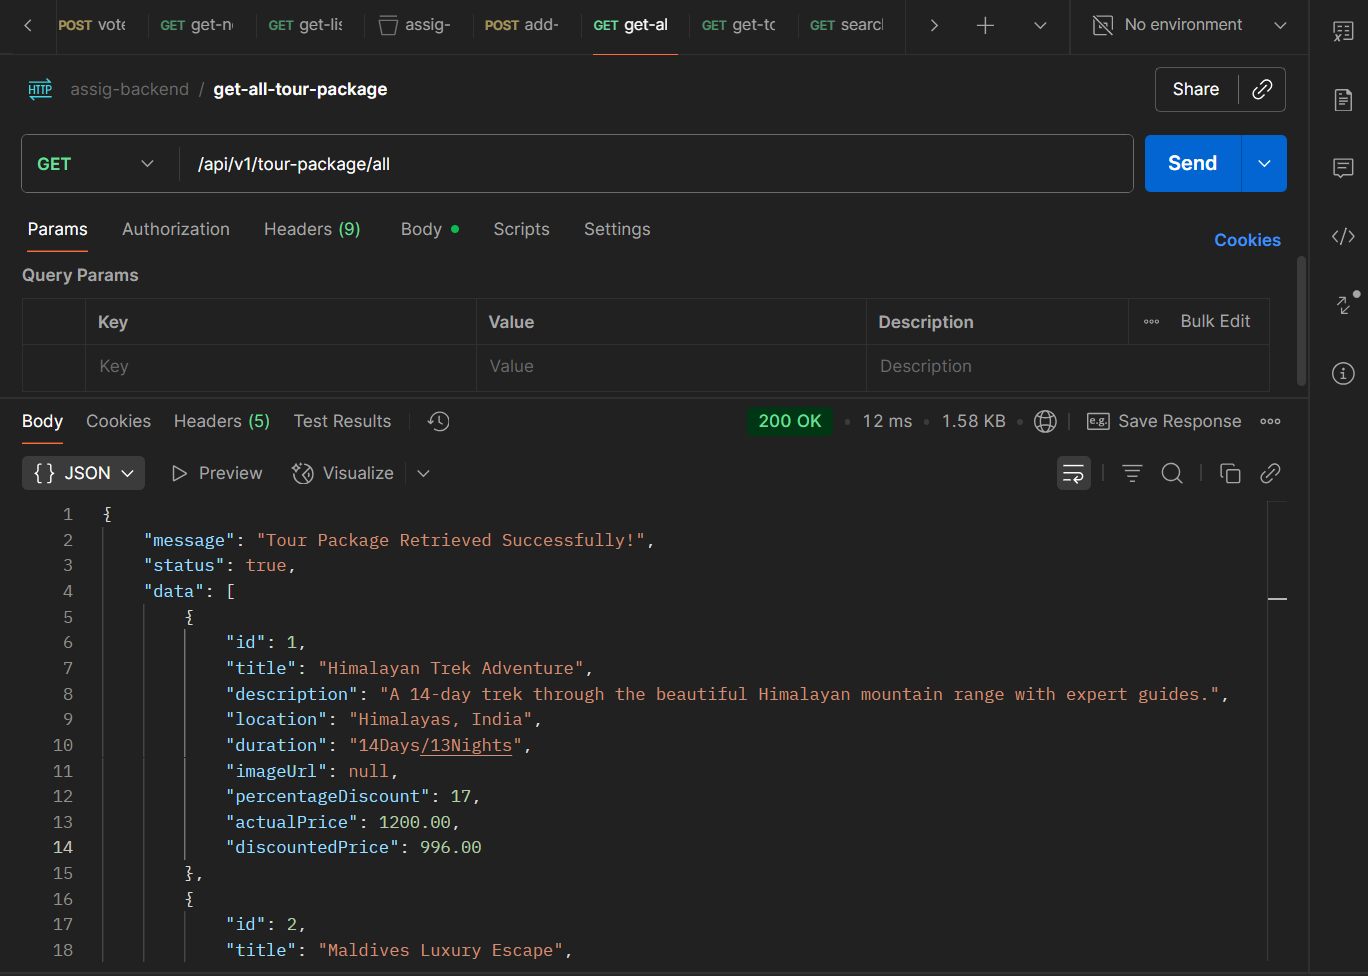 POST vote GET get-n GET get-lis assig- POST add- GET get-al GET get-to GET search No environment
HTTP assig-backend / get-all-tour-package Share
GET /api/v1/tour-package/all Send
Params Authorization Headers (9) Body Scripts Settings Cookies
Query Params
Key Value Description Bulk Edit
Key Value Description
Body Cookies Headers (5) Test Results 200 OK 12 ms 1.58 KB e.g. Save Response
{} JSON Preview Visualize
1 {
2 "message": "Tour Package Retrieved Successfully!",
3 "status": true,
4 "data": [
5 {
6 "id": 1,
7 "title": "Himalayan Trek Adventure",
8 "description": "A 14-day trek through the beautiful Himalayan mountain range with expert guides.",
9 "location": "Himalayas, India",
10 "duration": "14Days/13Nights",
11 "imageUrl": null,
12 "percentageDiscount": 17,
13 "actualPrice": 1200.00,
14 "discountedPrice": 996.00
15 },
16 {
17 "id": 2,
18 "title": "Maldives Luxury Escape",